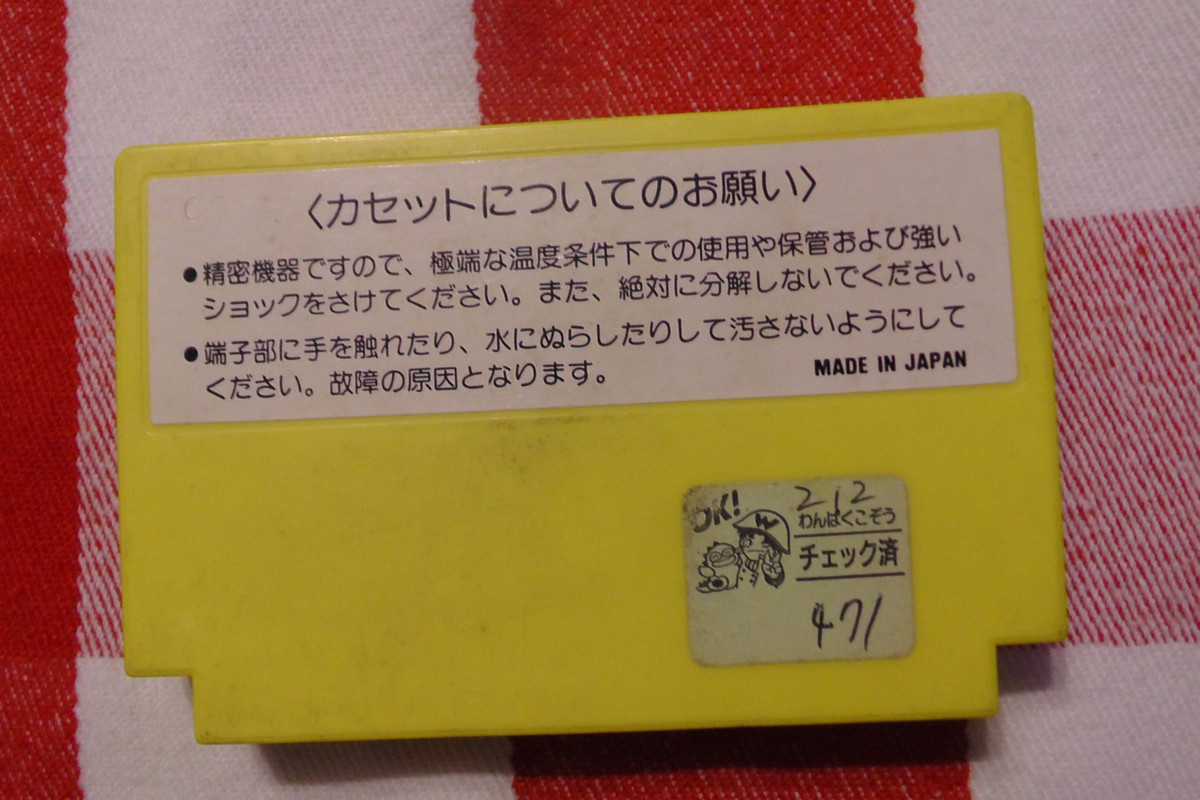 〈カセットについてのお願い〉
●精密機器ですので、極端な温度条件下での使用や保管および強い
ショックをさけてください。また、絶対に分解しないでください。
●端子部に手を触れたり、水にぬらしたりして汚さないようにして
ください。故障の原因となります。
MADE IN JAPAN
OK!
212
わんぱくこぞう
W
チェック済
471